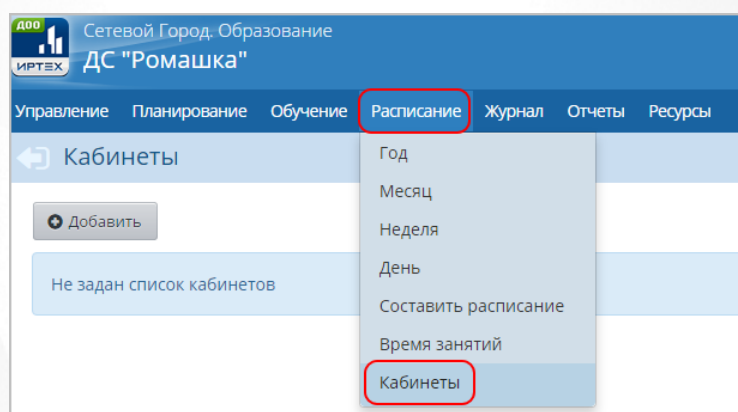 ДОО
ИРТЕХ
Сетевой Город. Образование
ДС "Ромашка"
Управление Планирование Обучение Расписание Журнал Отчеты Ресурсы
Кабинеты
Добавить
Не задан список кабинетов
Год
Месяц
Неделя
День
Составить расписание
Время занятий
Кабинеты